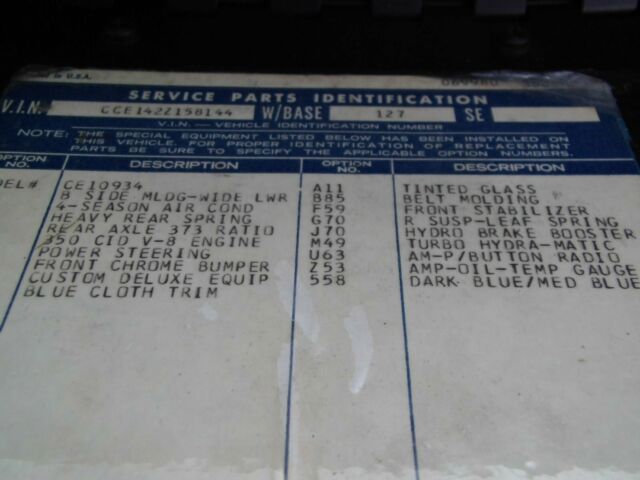 IN U.S.A.
SERVICE PARTS IDENTIFICATION
V.I.N. CCE142Z158144 W/BASE 127 SE
V.I.N. — VEHICLE IDENTIFICATION NUMBER
NOTE: THE SPECIAL EQUIPMENT LISTED BELOW HAS BEEN INSTALLED ON
THIS VEHICLE. FOR PROPER IDENTIFICATION OF REPLACEMENT
PARTS BE SURE TO SPECIFY THE APPLICABLE OPTION NUMBERS.
OPTION NO. DESCRIPTION OPTION NO. DESCRIPTION
DEL# CE10934 A11 TINTED GLASS
B SIDE MLDG-WIDE LWR B85 BELT MOLDING
4-SEASON AIR COND F59 FRONT STABILIZER
HEAVY REAR SPRING G70 R SUSP-LEAF SPRING
REAR AXLE 373 RATIO J70 HYDRO BRAKE BOOSTER
350 CID V-8 ENGINE M49 TURBO HYDRA-MATIC
POWER STEERING U63 AM-P/BUTTON RADIO
FRONT CHROME BUMPER Z53 AMP-OIL-TEMP GAUGE
CUSTOM DELUXE EQUIP 558 DARK BLUE/MED BLUE
BLUE CLOTH TRIM